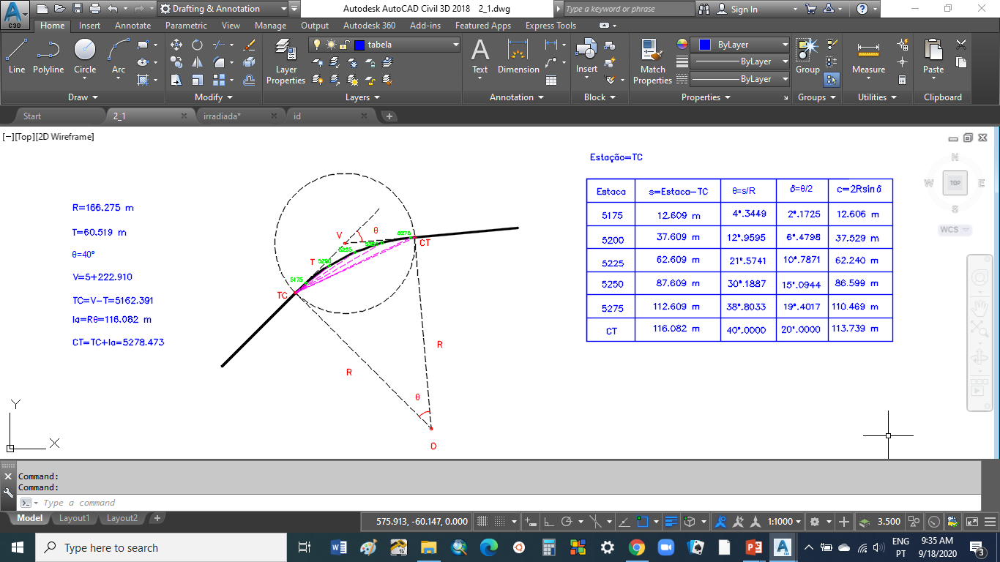 Drafting & Annotation
Autodesk AutoCAD Civil 3D 2018 2_1.dwg
Type a keyword or phrase
Sign In
C3D
Home Insert Annotate Parametric View Manage Output Autodesk 360 Add-ins Featured Apps Express Tools
Line Polyline Circle Arc
Layer Properties
tabela
Text Dimension
Insert
Match Properties
ByLayer
ByLayer
ByLayer
Group
Measure
Paste
Draw Modify Layers Annotation Block Properties Groups Utilities Clipboard
Start 2_1 irradiada* id
[−][Top][2D Wireframe]
R=166.275 m
T=60.519 m
θ=40°
V=5+222.910
TC=V−T=5162.391
la=Rθ=116.082 m
CT=TC+la=5278.473
V
θ
5275
CT
5225
T
5200
5175
TC
R
R
θ
O
Estação=TC
Estaca s=Estaca−TC θ=s/R δ=θ/2 c=2Rsinδ
5175 12.609 m 4°.3449 2°.1725 12.606 m
5200 37.609 m 12°.9595 6°.4798 37.529 m
5225 62.609 m 21°.5741 10°.7871 62.240 m
5250 87.609 m 30°.1887 15°.0944 86.599 m
5275 112.609 m 38°.8033 19°.4017 110.469 m
CT 116.082 m 40°.0000 20°.0000 113.739 m
N
W TOP E
S
WCS
Y
X
Command:
Command:
Type a command
Model Layout1 Layout2
575.913, -60.147, 0.000
1:1000
3.500
Type here to search
ENG
PT
9:35 AM
9/18/2020
3